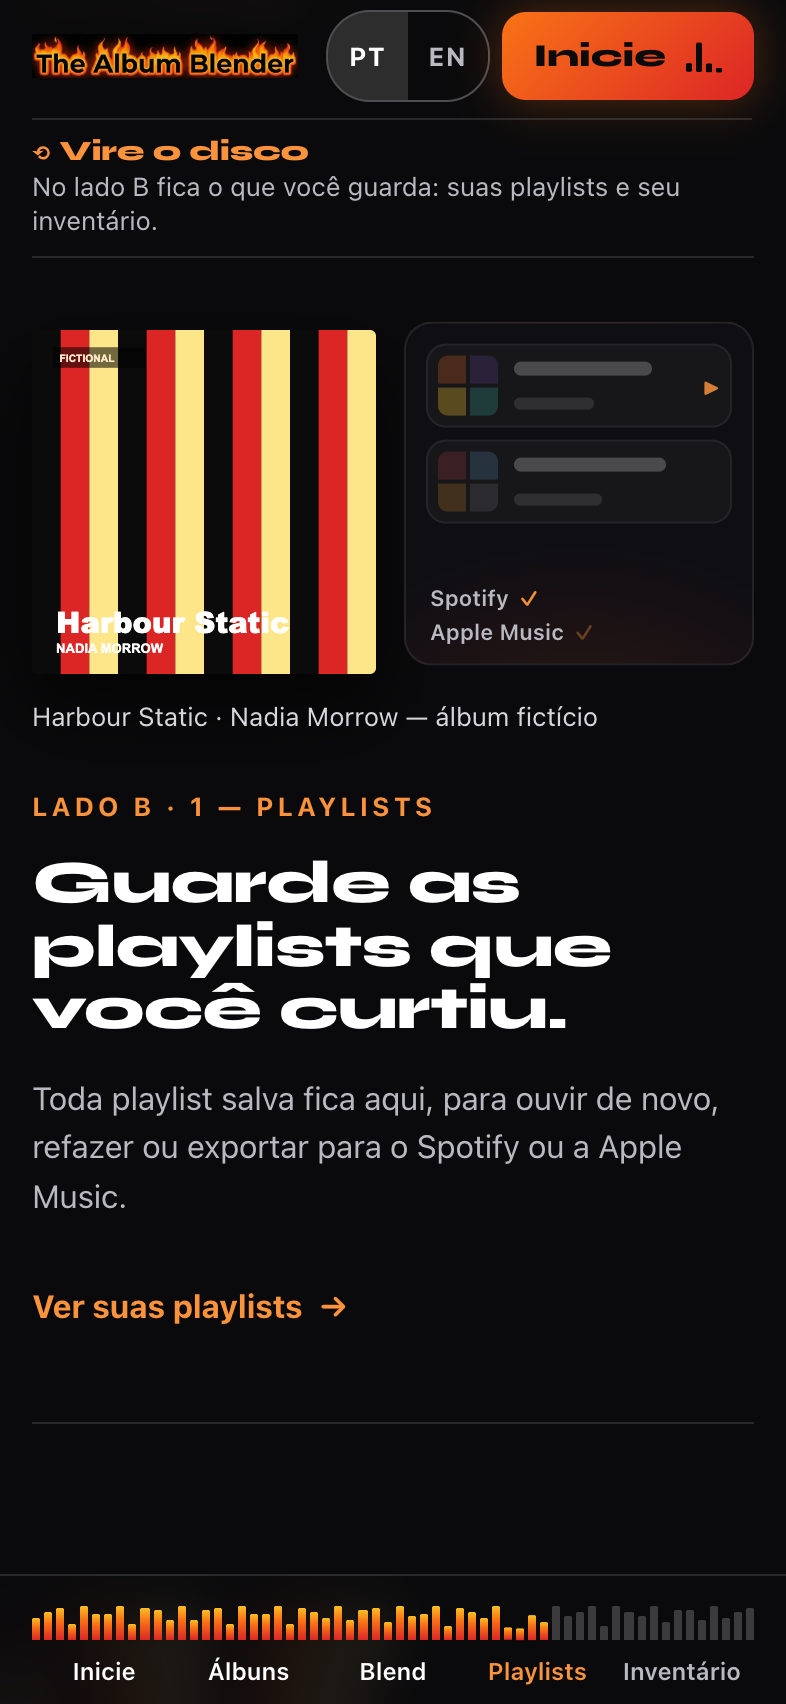 The Album Blender
PT
EN
Inicie
Vire o disco
No lado B fica o que você guarda: suas playlists e seu
inventário.
FICTIONAL
Harbour Static
NADIA MORROW
Spotify ✓
Apple Music ✓
Harbour Static · Nadia Morrow — álbum fictício
LADO B · 1 — PLAYLISTS
Guarde as
playlists que
você curtiu.
Toda playlist salva fica aqui, para ouvir de novo,
refazer ou exportar para o Spotify ou a Apple
Music.
Ver suas playlists →
Inicie
Álbuns
Blend
Playlists
Inventário